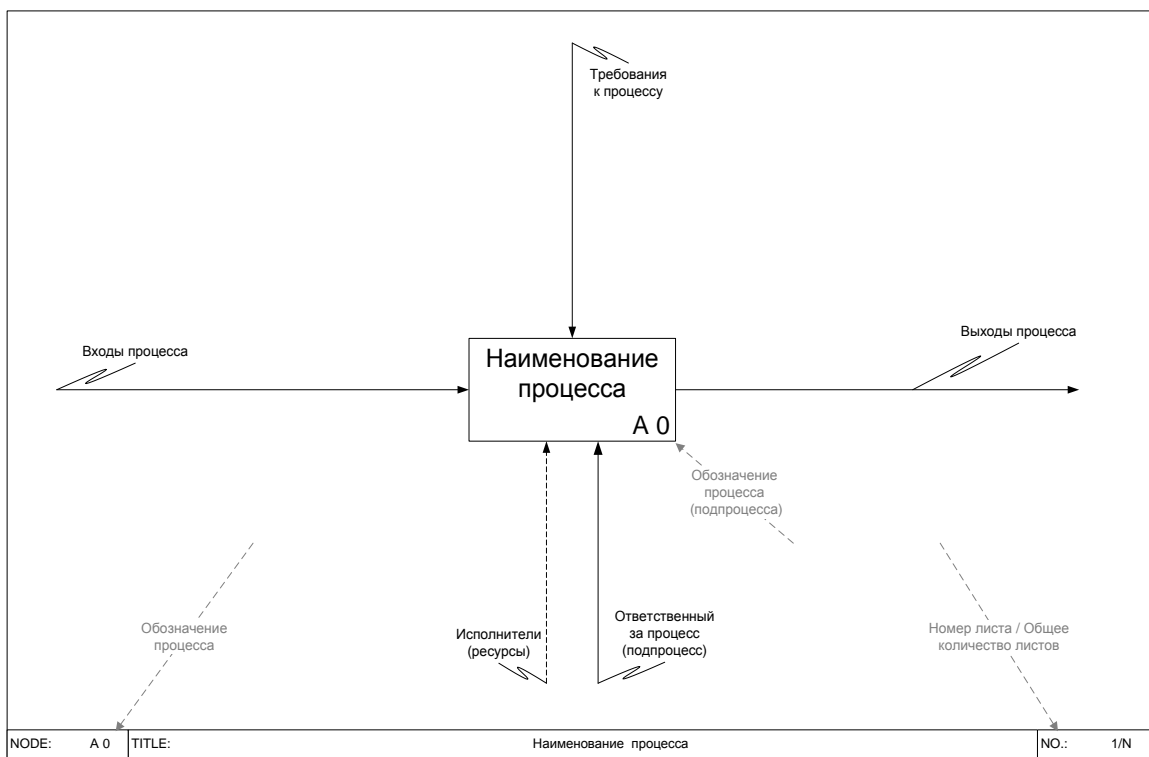 Требования
к процессу
Входы процесса
Выходы процесса
Наименование
процесса
А 0
Обозначение
процесса
(подпроцесса)
Обозначение
процесса
Исполнители
(ресурсы)
Ответственный
за процесс
(подпроцесс)
Номер листа / Общее
количество листов
NODE: А 0 TITLE: Наименование процесса NO.: 1/N